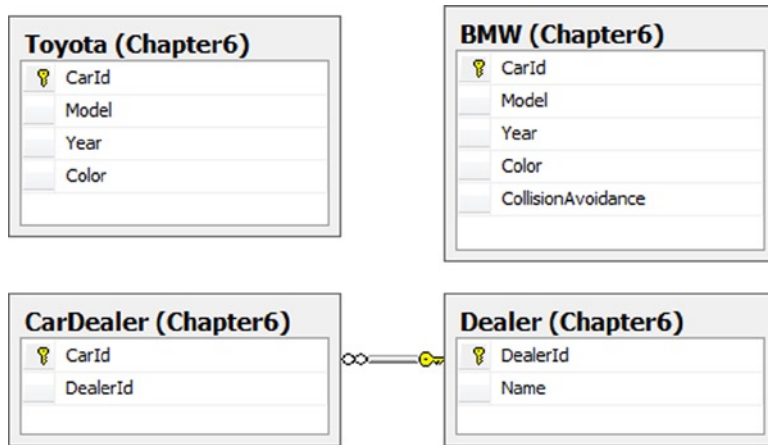 Toyota (Chapter6)
CarId
Model
Year
Color
BMW (Chapter6)
CarId
Model
Year
Color
CollisionAvoidance
CarDealer (Chapter6)
CarId
DealerId
Dealer (Chapter6)
DealerId
Name